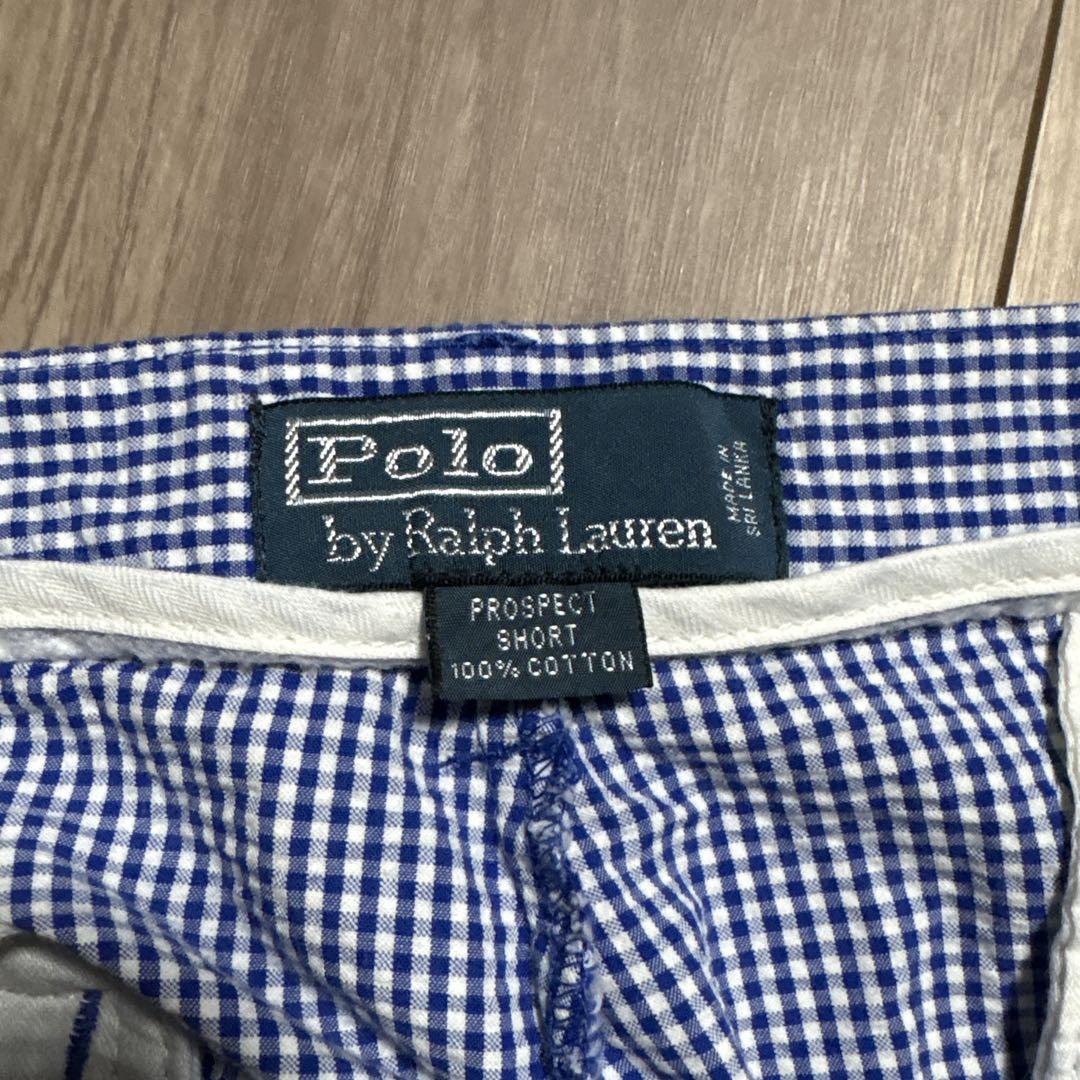 Polo
by Ralph Lauren
MADE IN
SRI LANKA
PROSPECT
SHORT
100% COTTON